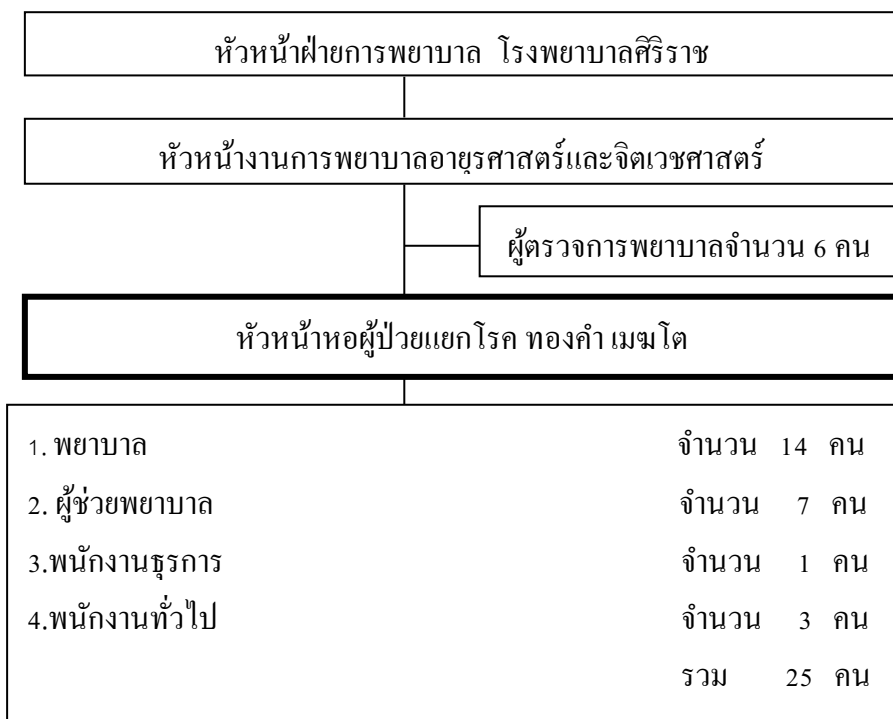 หัวหน้าฝ่ายการพยาบาล โรงพยาบาลศิริราช
หัวหน้างานการพยาบาลอายุรศาสตร์และจิตเวชศาสตร์
ผู้ตรวจการพยาบาลจำนวน 6 คน
หัวหน้าหอผู้ป่วยแยกโรค ทองคำ เมฆโต
1. พยาบาล จำนวน 14 คน
2. ผู้ช่วยพยาบาล จำนวน 7 คน
3.พนักงานธุรการ จำนวน 1 คน
4.พนักงานทั่วไป จำนวน 3 คน
รวม 25 คน